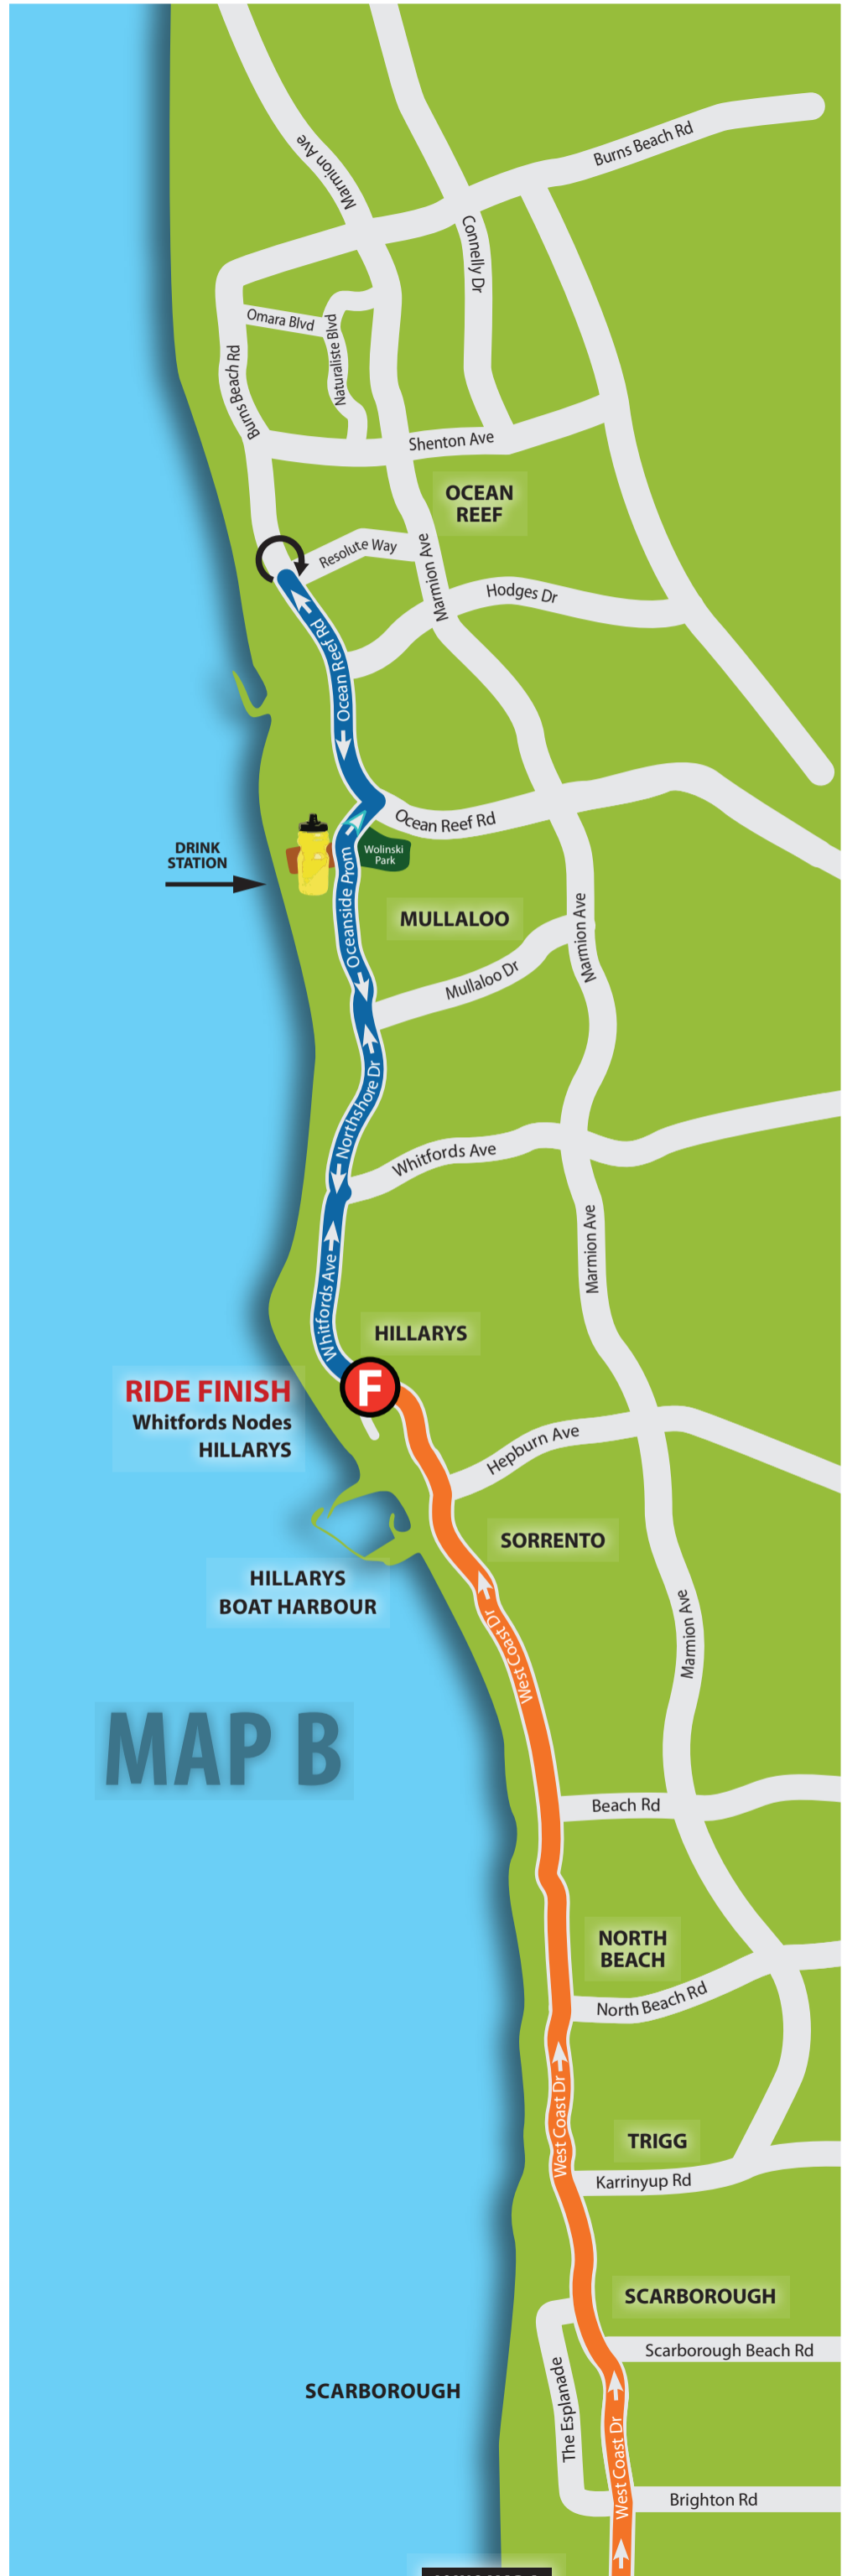 Burns Beach Rd
Marmion Ave
Connelly Dr
Omara Blvd
Naturaliste Blvd
Burns Beach Rd
Shenton Ave
OCEAN
REEF
Resolute Way
Marmion Ave
Hodges Dr
Ocean Reef Rd
Ocean Reef Rd
DRINK
STATION
Wolinski
Park
Oceanside Prom
MULLALOO
Marmion Ave
Mullaloo Dr
Northshore Dr
Whitfords Ave
Marmion Ave
Whitfords Ave
HILLARYS
F
RIDE FINISH
Whitfords Nodes
HILLARYS
Hepburn Ave
SORRENTO
HILLARYS
BOAT HARBOUR
West Coast Dr
Marmion Ave
MAP B
Beach Rd
NORTH
BEACH
North Beach Rd
West Coast Dr
TRIGG
Karrinyup Rd
SCARBOROUGH
Scarborough Beach Rd
SCARBOROUGH
The Esplanade
West Coast Dr
Brighton Rd